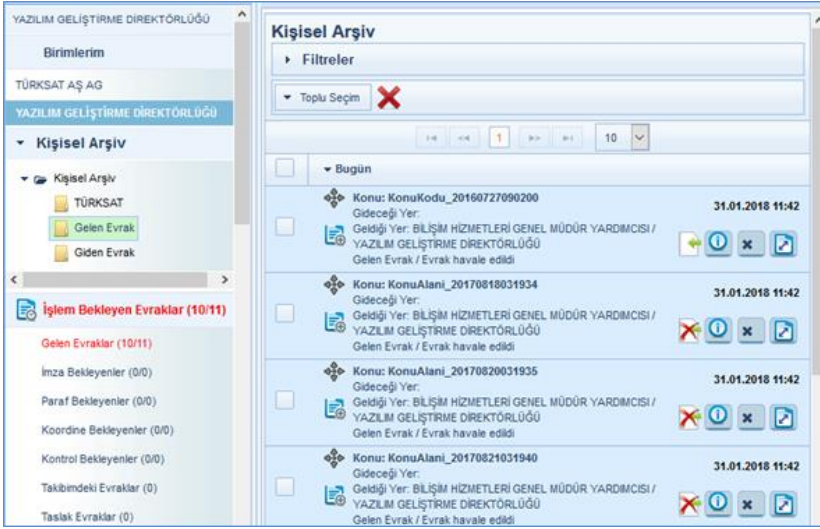 YAZILIM GELİŞTİRME DİREKTÖRLÜĞÜ
Birimlerim
TÜRKSAT AŞ AG
YAZILIM GELİŞTİRME DİREKTÖRLÜĞÜ
Kişisel Arşiv
Kişisel Arşiv
TÜRKSAT
Gelen Evrak
Giden Evrak
İşlem Bekleyen Evraklar (10/11)
Gelen Evraklar (10/11)
İmza Bekleyenler (0/0)
Paraf Bekleyenler (0/0)
Koordine Bekleyenler (0/0)
Kontrol Bekleyenler (0/0)
Takibimdeki Evraklar (0)
Taslak Evraklar (0)
Kişisel Arşiv
Filtreler
Toplu Seçim
1
10
Bugün
Konu: KonuKodu_20160727090200
31.01.2018 11:42
Gideceği Yer:
Geldiği Yer: BİLİŞİM HİZMETLERİ GENEL MÜDÜR YARDIMCISI /
YAZILIM GELİŞTİRME DİREKTÖRLÜĞÜ
Gelen Evrak / Evrak havale edildi
Konu: KonuAlani_20170818031934
31.01.2018 11:42
Gideceği Yer:
Geldiği Yer: BİLİŞİM HİZMETLERİ GENEL MÜDÜR YARDIMCISI /
YAZILIM GELİŞTİRME DİREKTÖRLÜĞÜ
Gelen Evrak / Evrak havale edildi
Konu: KonuAlani_20170820031935
31.01.2018 11:42
Gideceği Yer:
Geldiği Yer: BİLİŞİM HİZMETLERİ GENEL MÜDÜR YARDIMCISI /
YAZILIM GELİŞTİRME DİREKTÖRLÜĞÜ
Gelen Evrak / Evrak havale edildi
Konu: KonuAlani_20170821031940
31.01.2018 11:42
Gideceği Yer:
Geldiği Yer: BİLİŞİM HİZMETLERİ GENEL MÜDÜR YARDIMCISI /
YAZILIM GELİŞTİRME DİREKTÖRLÜĞÜ
Gelen Evrak / Evrak havale edildi